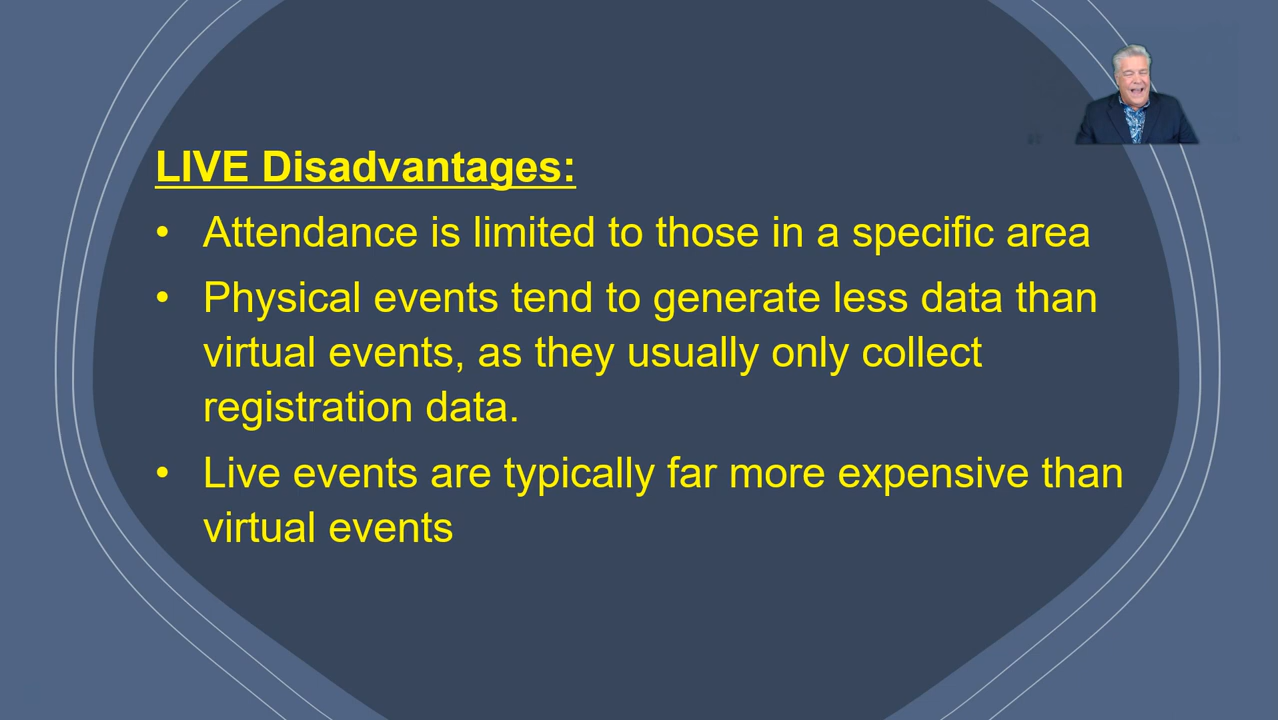 LIVE Disadvantages:
• Attendance is limited to those in a specific area
• Physical events tend to generate less data than
virtual events, as they usually only collect
registration data.
• Live events are typically far more expensive than
virtual events